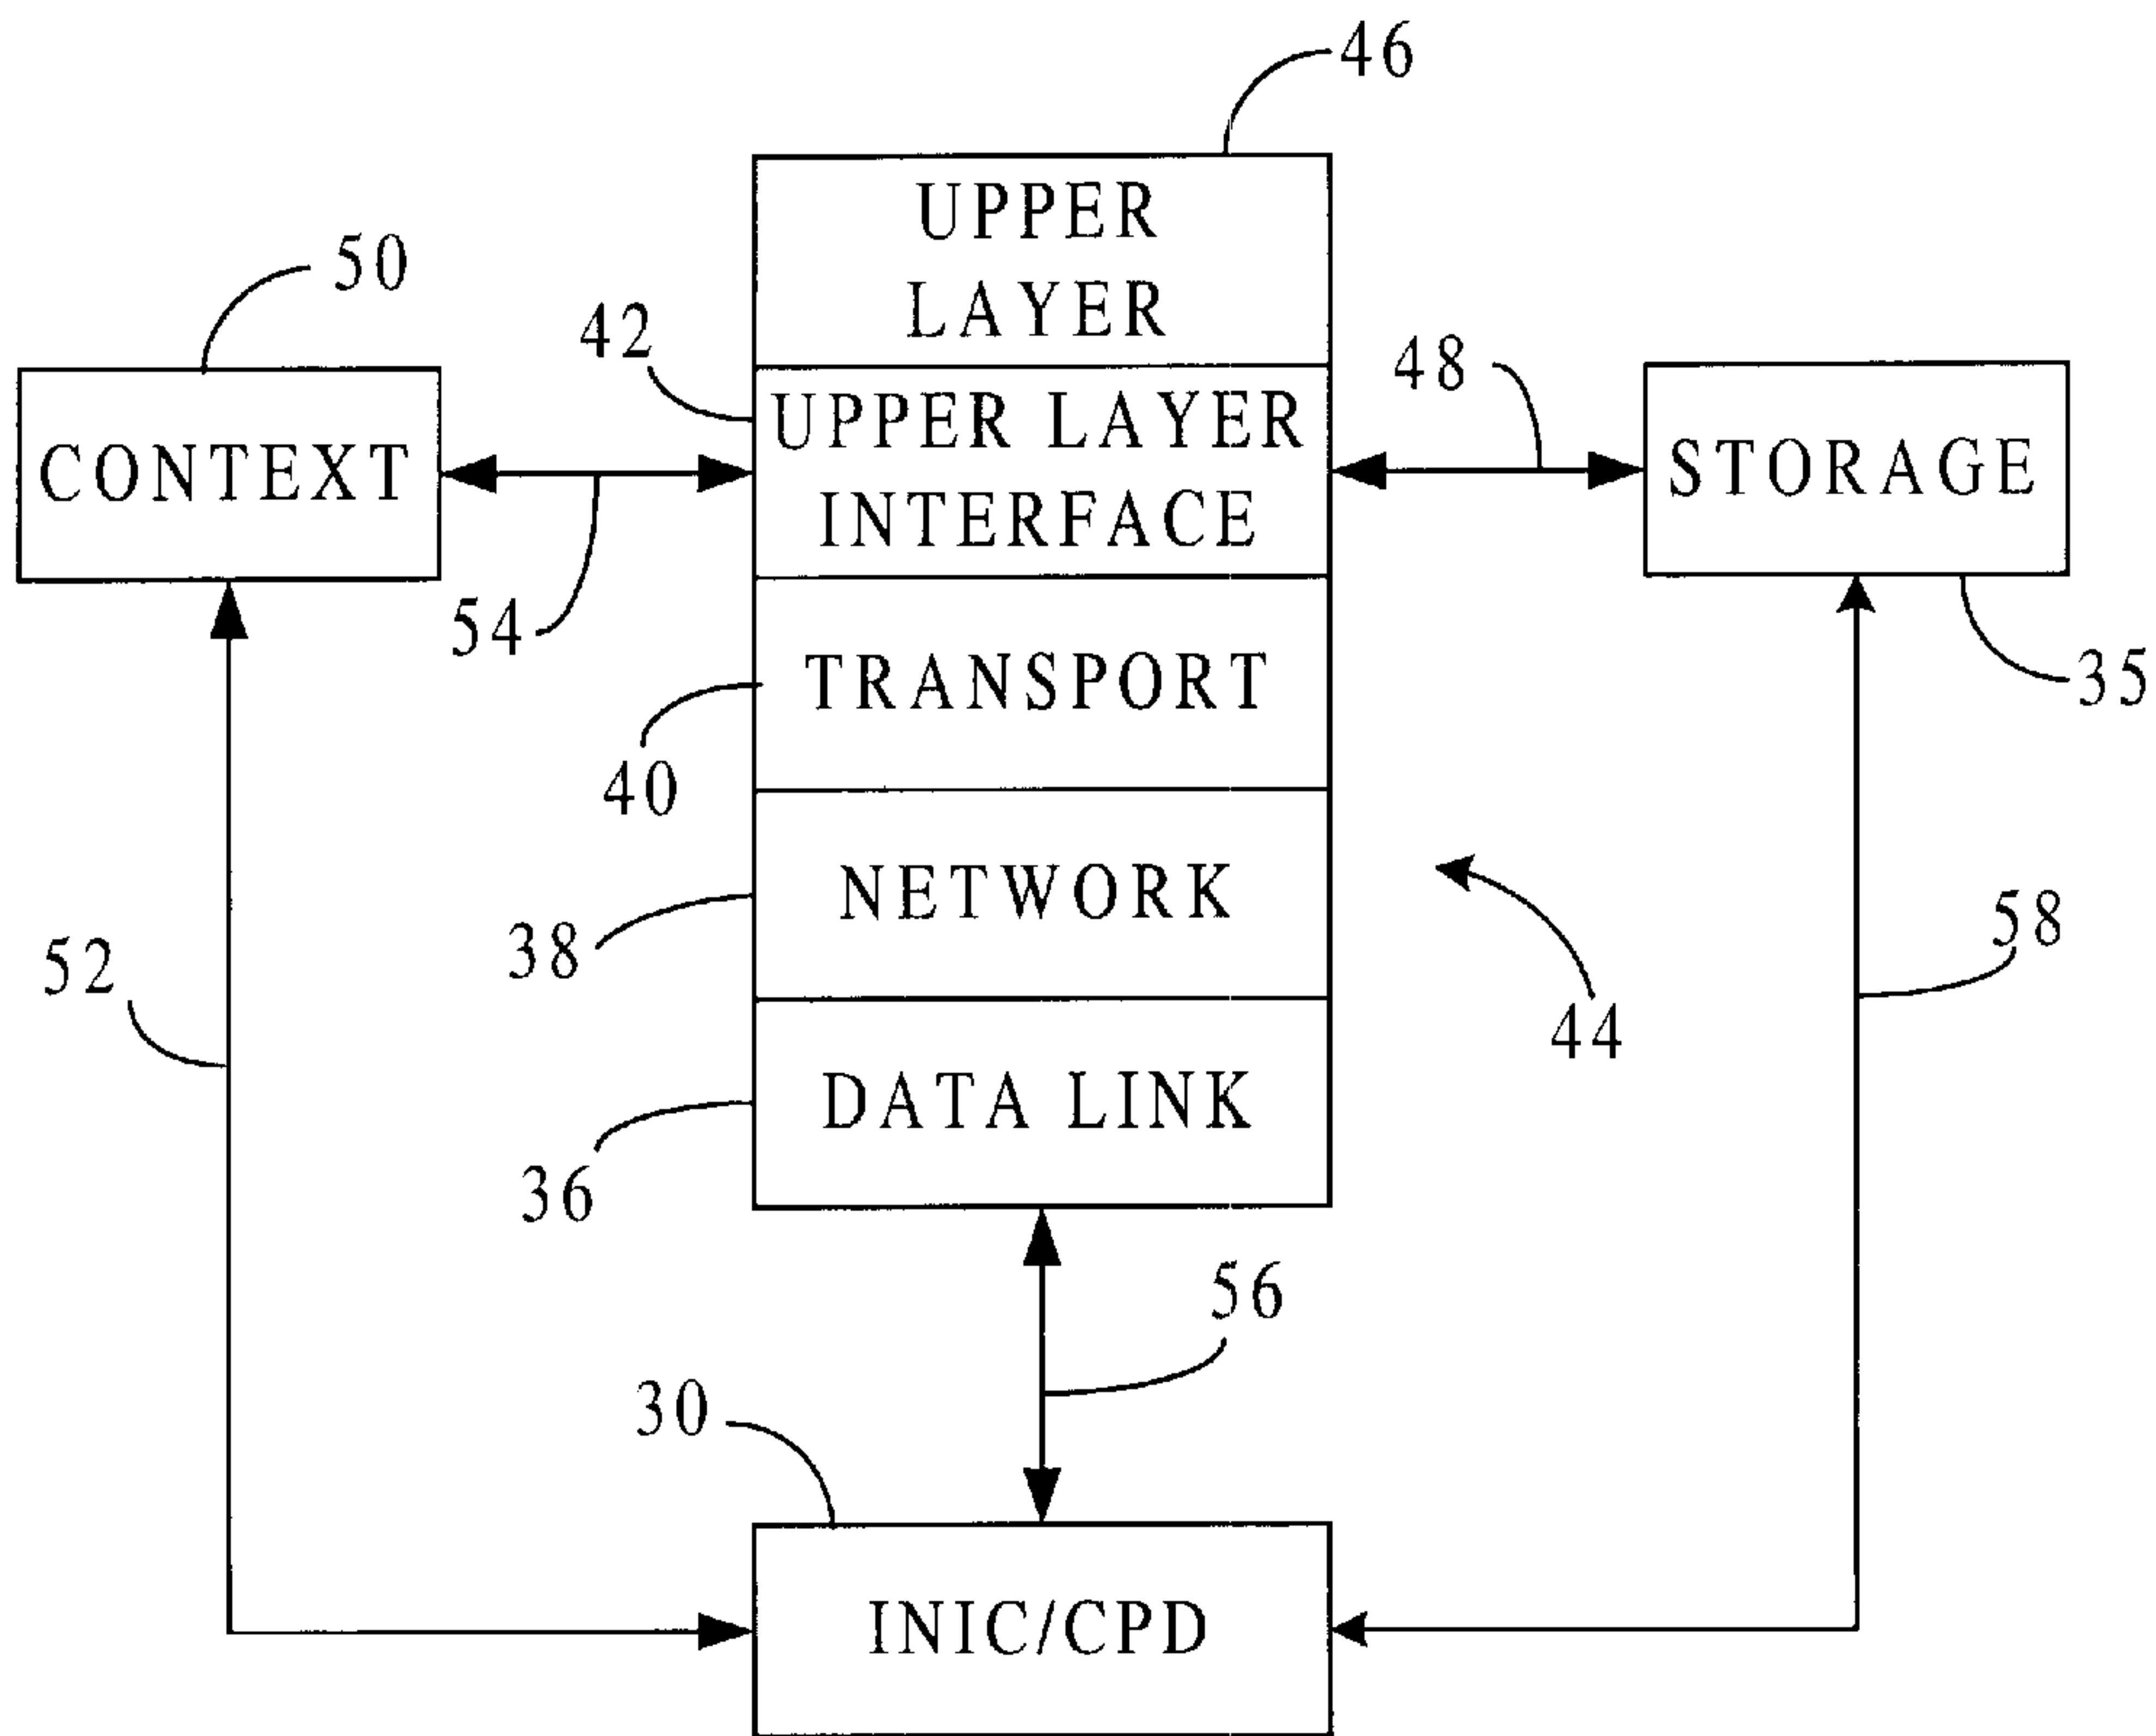 46
UPPER
LAYER
50
42
UPPER LAYER
INTERFACE
48
CONTEXT
STORAGE
54
TRANSPORT
35
40
NETWORK
38
52
58
44
DATA LINK
36
56
30
INIC/CPD